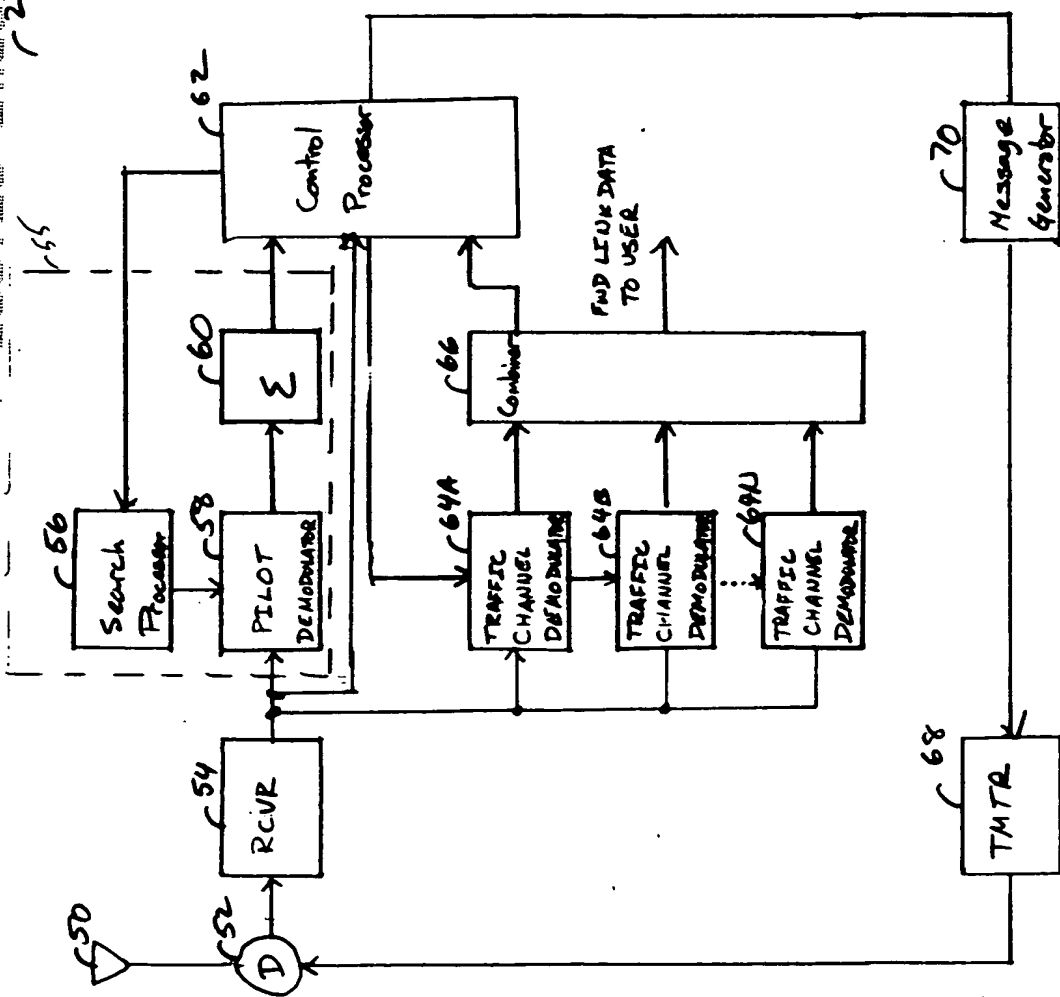 2
55
50
D
52
RCVR
54
56
Search
Processor
58
PILOT
DEMODULATOR
60
Σ
62
Control
Processor
64A
TRAFFIC
CHANNEL
DEMODULATOR
64B
TRAFFIC
CHANNEL
DEMODULATOR
64N
TRAFFIC
CHANNEL
DEMODULATOR
66
Combiner
FWD LINK DATA
TO USER
68
TMTR
70
Message
Generator